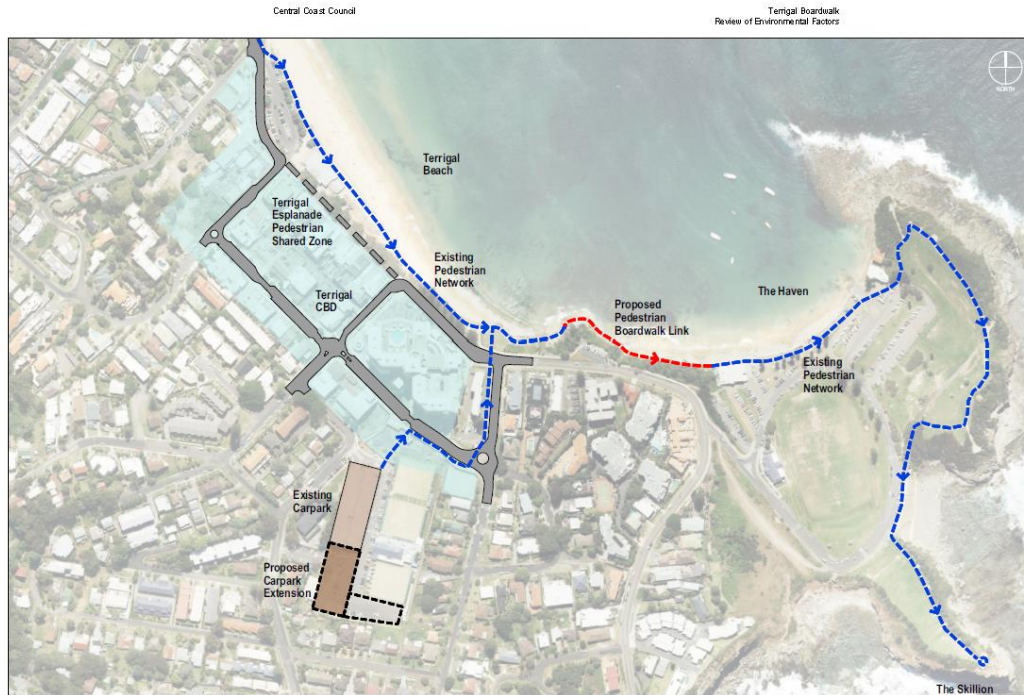 Central Coast Council
Terrigal Boardwalk
Review of Environmental Factors
NORTH
Terrigal
Beach
Terrigal
Esplanade
Pedestrian
Shared Zone
Existing
Pedestrian
Network
Terrigal
CBD
Proposed
Pedestrian
Boardwalk Link
The Haven
Existing
Pedestrian
Network
Existing
Carpark
Proposed
Carpark
Extension
The Skillion